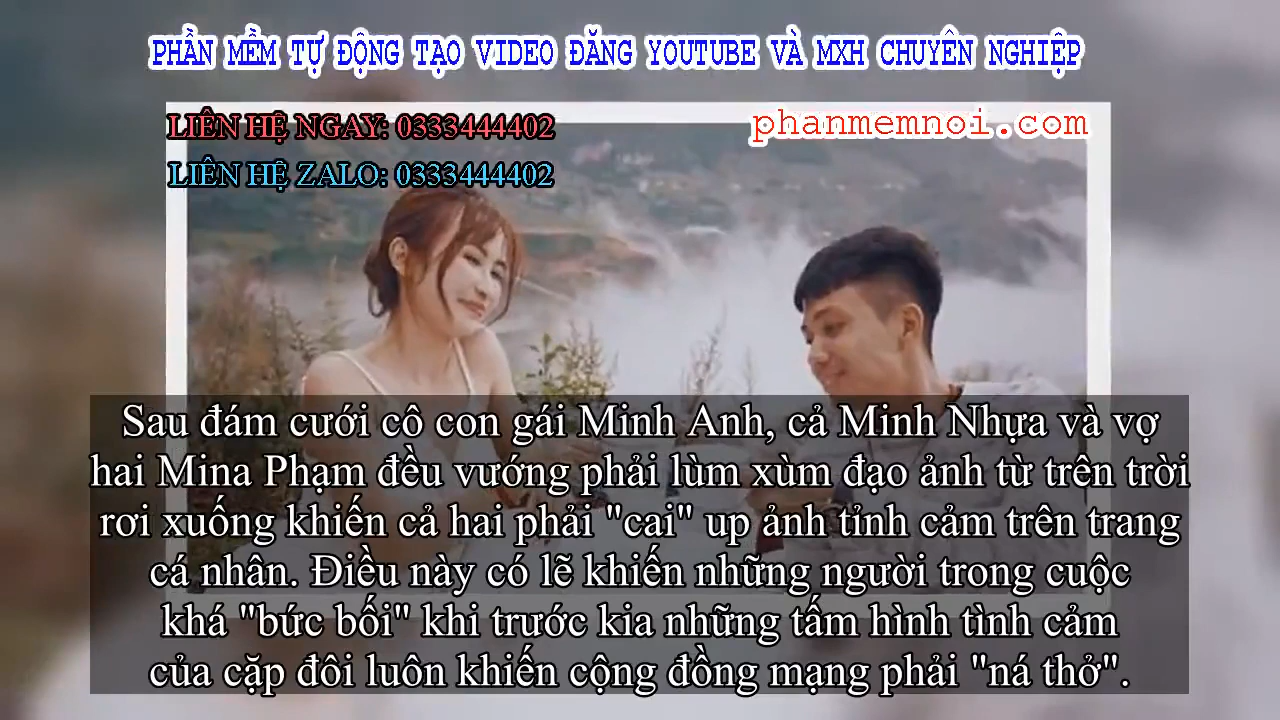 PHẦN MỀM TỰ ĐỘNG TẠO VIDEO ĐĂNG YOUTUBE VÀ MXH CHUYÊN NGHIỆP
LIÊN HỆ NGAY: 0333444402
phanmemnoi.com
LIÊN HỆ ZALO: 0333444402
Sau đám cưới cô con gái Minh Anh, cả Minh Nhựa và vợ
hai Mina Phạm đều vướng phải lùm xùm đạo ảnh từ trên trời
rơi xuống khiến cả hai phải "cai" up ảnh tỉnh cảm trên trang
cá nhân. Điều này có lẽ khiến những người trong cuộc
khá "bức bối" khi trước kia những tấm hình tình cảm
của cặp đôi luôn khiến cộng đồng mạng phải "ná thở".